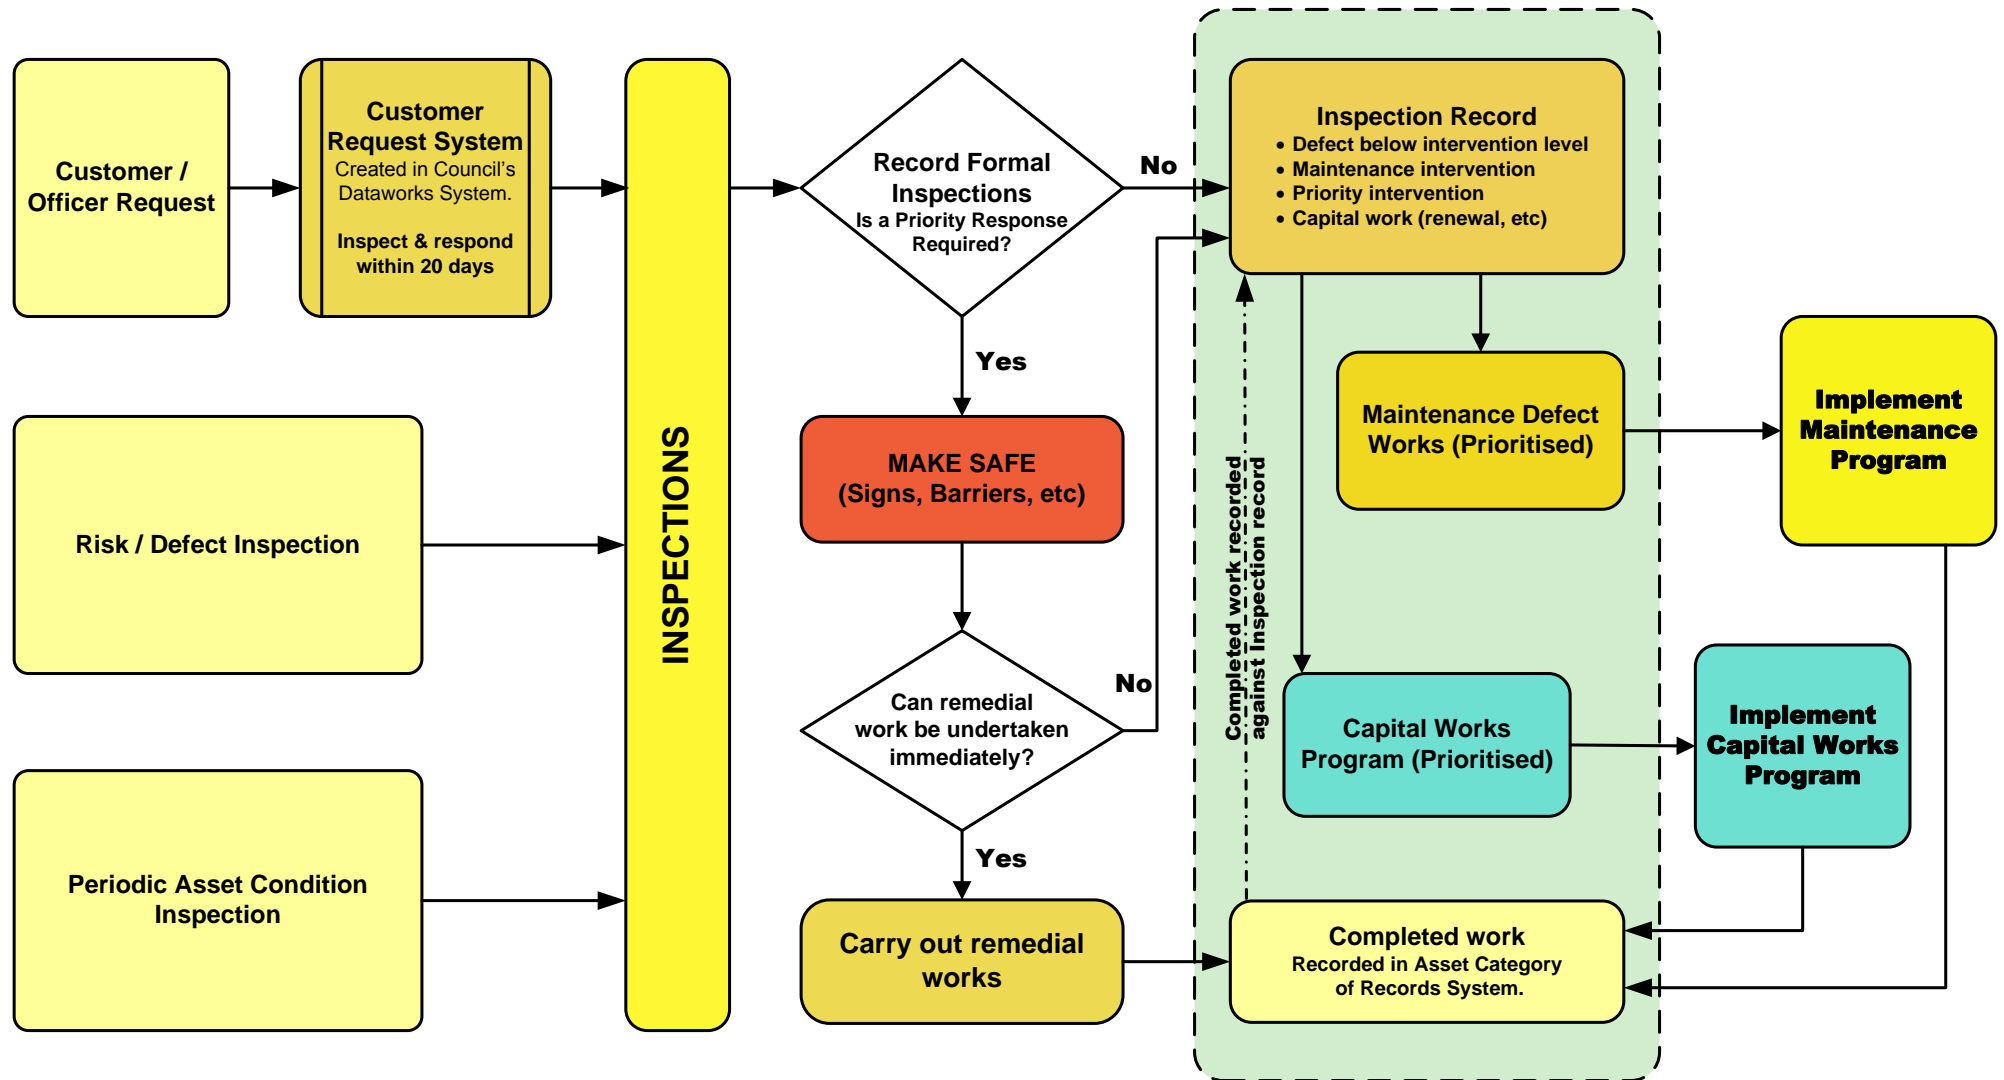 Customer /
Officer Request
Customer
Request System
Created in Council's
Dataworks System.
Inspect & respond
within 20 days
Risk / Defect Inspection
Periodic Asset Condition
Inspection
INSPECTIONS
Record Formal
Inspections
Is a Priority Response
Required?
No
Yes
MAKE SAFE
(Signs, Barriers, etc)
Can remedial
work be undertaken
immediately?
No
Yes
Carry out remedial
works
Inspection Record
• Defect below intervention level
• Maintenance intervention
• Priority intervention
• Capital work (renewal, etc)
Maintenance Defect
Works (Prioritised)
Completed work recorded
against Inspection record
Capital Works
Program (Prioritised)
Completed work
Recorded in Asset Category
of Records System.
Implement
Maintenance
Program
Implement
Capital Works
Program